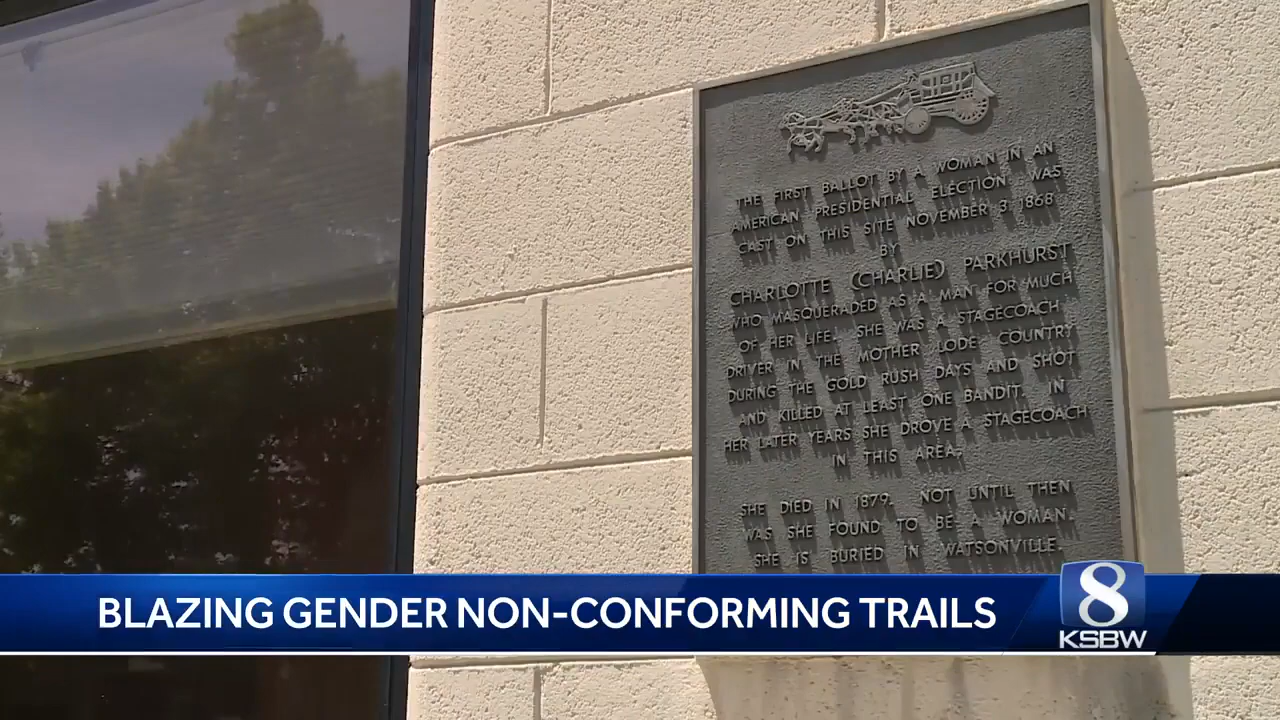 THE FIRST BALLOT BY A WOMAN IN AN
AMERICAN PRESIDENTIAL ELECTION WAS
CAST ON THIS SITE NOVEMBER 3, 1868
BY
CHARLOTTE (CHARLIE) PARKHURST
WHO MASQUERADED AS A MAN FOR MUCH
OF HER LIFE. SHE WAS A STAGECOACH
DRIVER IN THE MOTHER LODE COUNTRY
DURING THE GOLD RUSH DAYS AND SHOT
AND KILLED AT LEAST ONE BANDIT. IN
HER LATER YEARS SHE DROVE A STAGECOACH
IN THIS AREA.
SHE DIED IN 1879. NOT UNTIL THEN
WAS SHE FOUND TO BE A WOMAN.
SHE IS BURIED IN WATSONVILLE.
BLAZING GENDER NON-CONFORMING TRAILS
8
KSBW